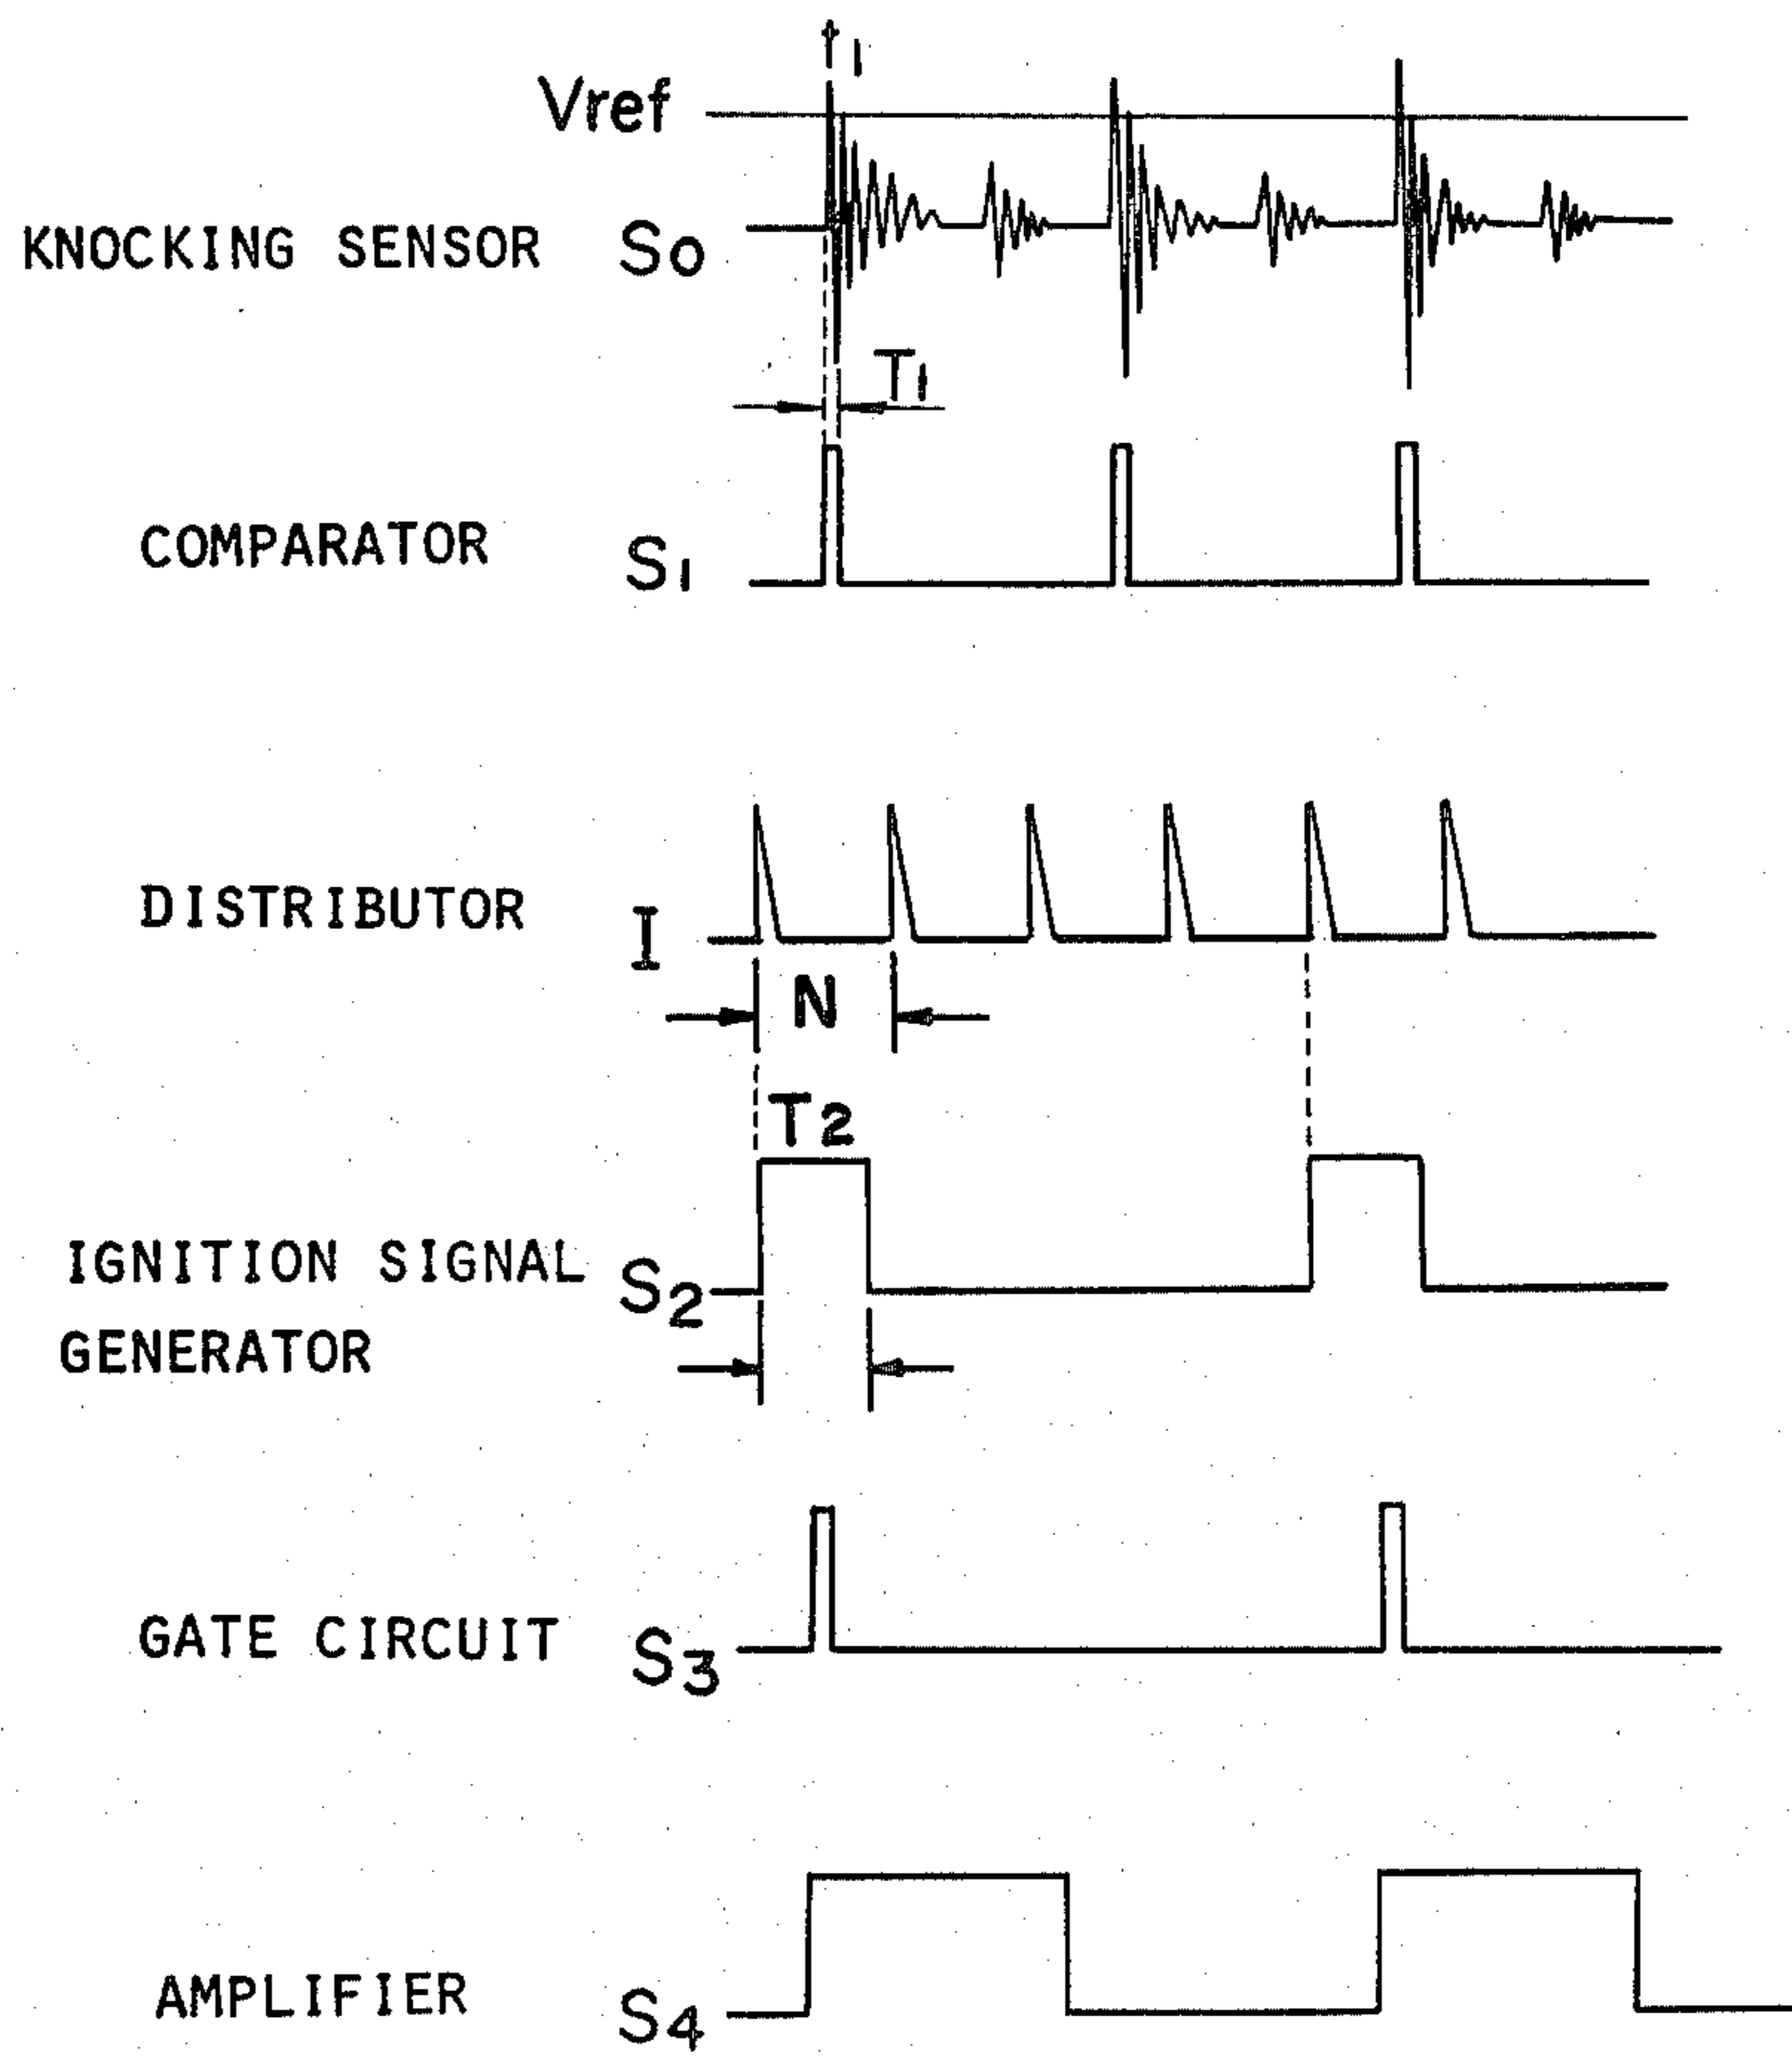 t1
Vref
KNOCKING SENSOR So
T1
COMPARATOR S1
DISTRIBUTOR I
N
T2
IGNITION SIGNAL S2
GENERATOR
GATE CIRCUIT S3
AMPLIFIER S4